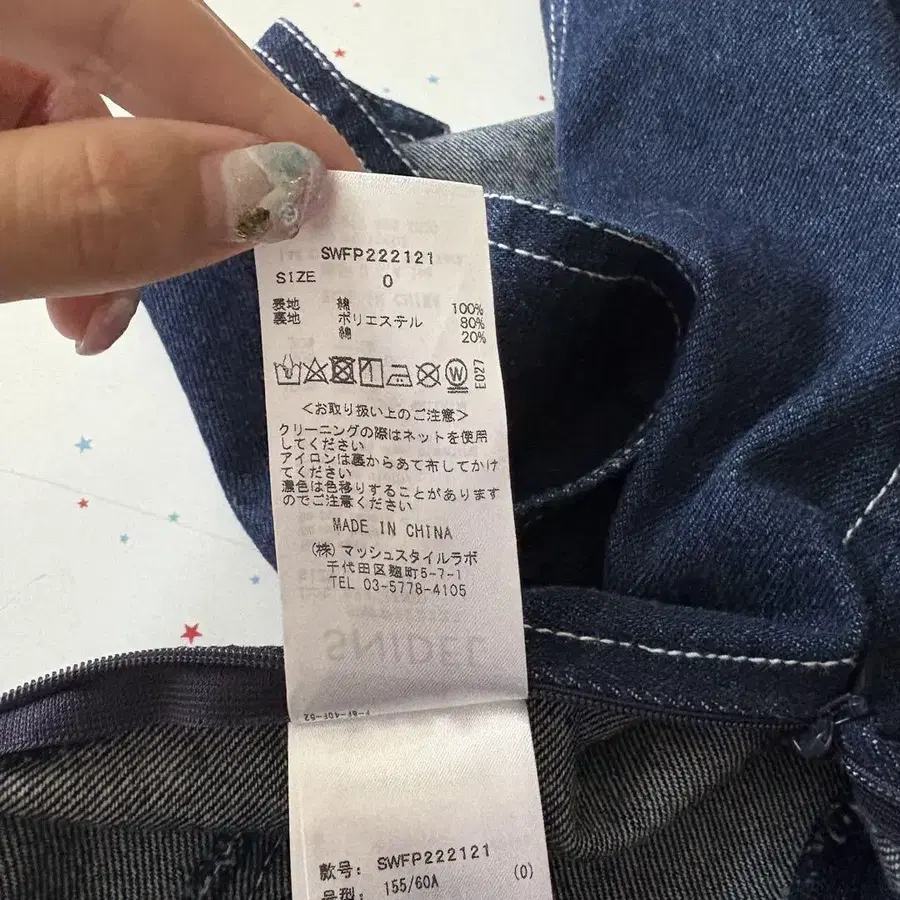 SWFP222121
SIZE 0
表地 綿 100%
裏地 ポリエステル 80%
綿 20%
W E027
<お取り扱い上のご注意>
クリーニングの際はネットを使用
してください
アイロンは裏からあて布してかけ
てください
濃色は色移りすることがあります
のでご注意ください
MADE IN CHINA
(株)マッシュスタイルラボ
千代田区麹町5-7-1
TEL 03-5778-4105
SNIDEL
款号: SWFP222121
号型: 155/60A (0)